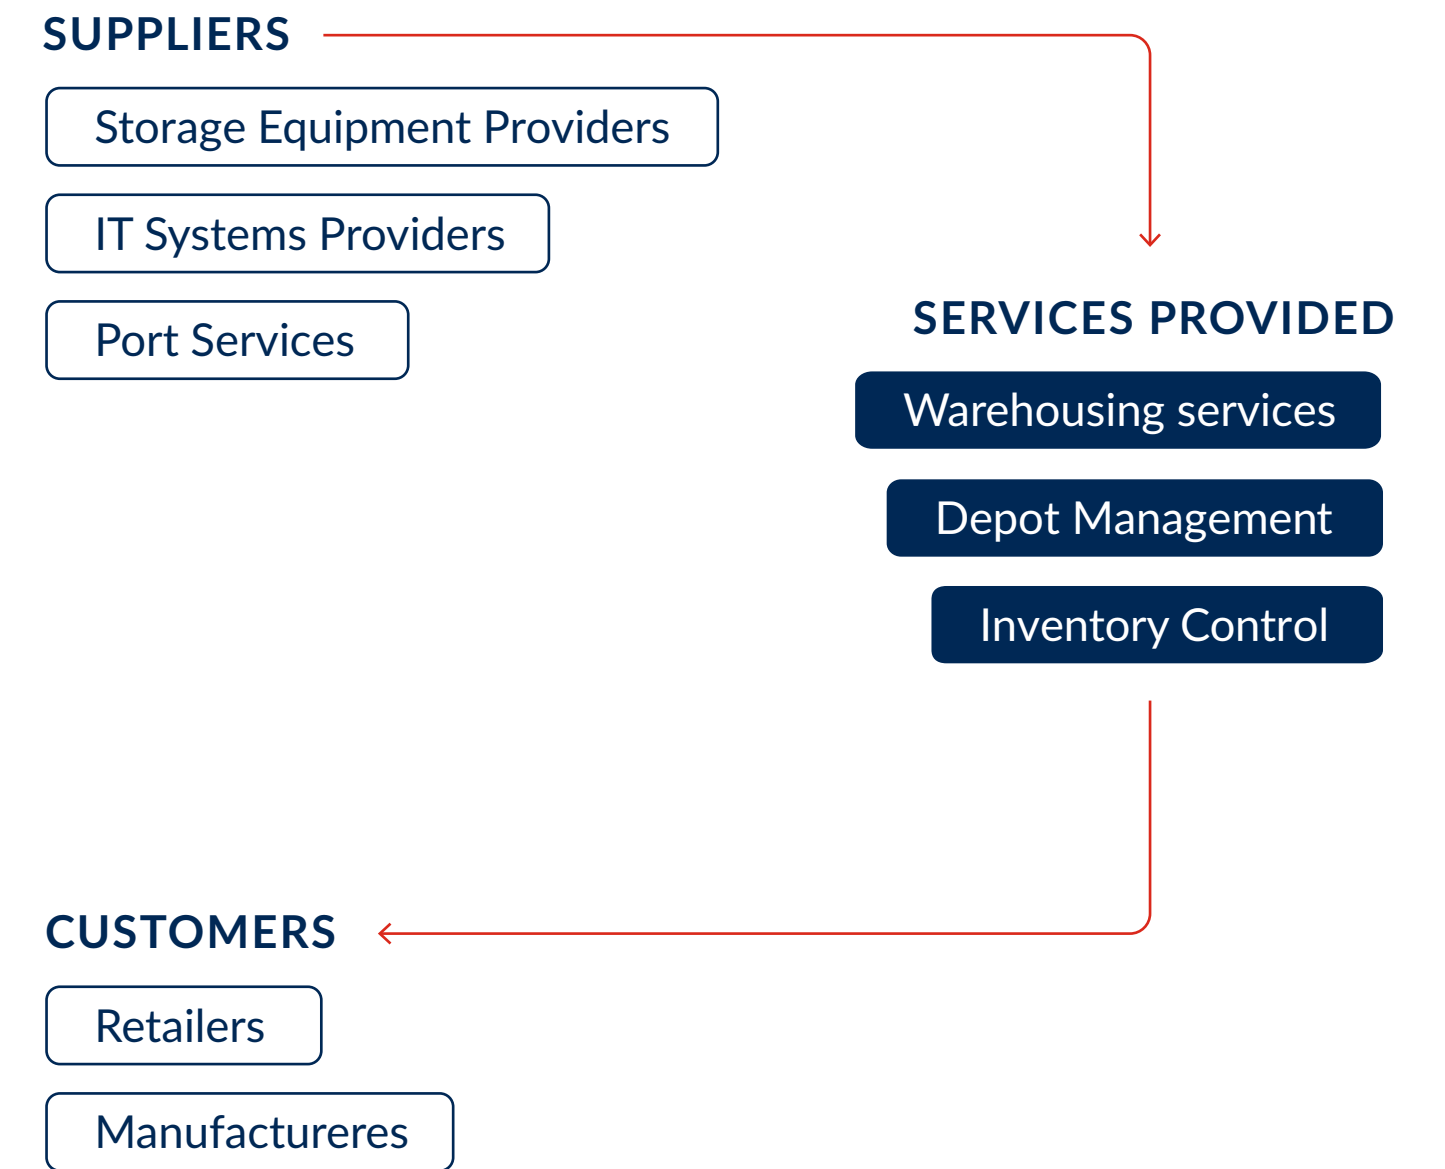 SUPPLIERS
Storage Equipment Providers
IT Systems Providers
Port Services
SERVICES PROVIDED
Warehousing services
Depot Management
Inventory Control
CUSTOMERS
Retailers
Manufactureres